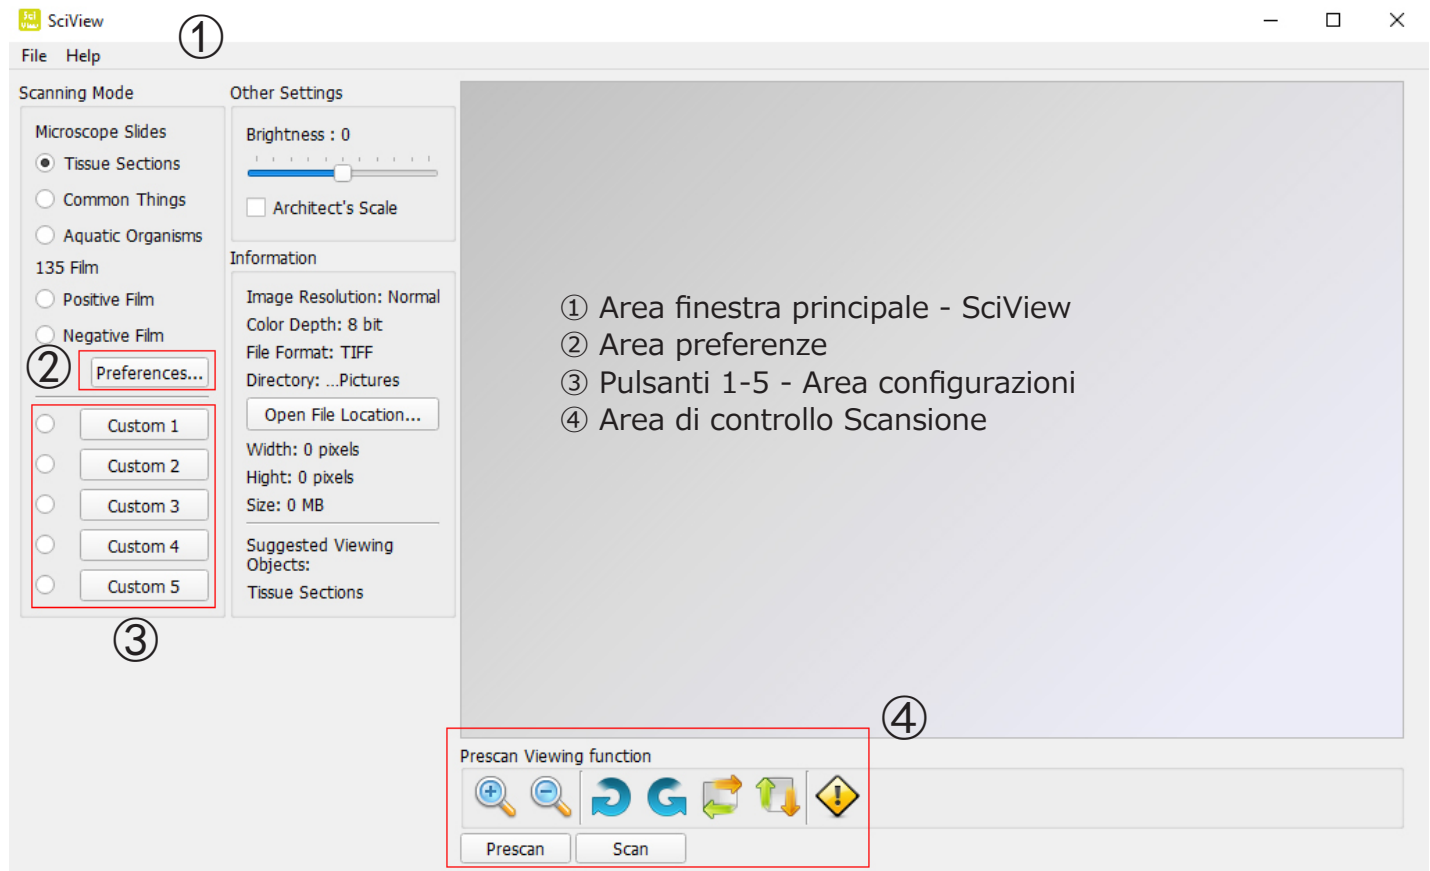 Sci
View
SciView
①
File Help
Scanning Mode
Microscope Slides
Tissue Sections
Common Things
Aquatic Organisms
135 Film
Positive Film
Negative Film
②
Preferences...
Custom 1
Custom 2
Custom 3
Custom 4
Custom 5
③
Other Settings
Brightness : 0
Architect's Scale
Information
Image Resolution: Normal
Color Depth: 8 bit
File Format: TIFF
Directory: ...Pictures
Open File Location...
Width: 0 pixels
Hight: 0 pixels
Size: 0 MB
Suggested Viewing
Objects:
Tissue Sections
① Area finestra principale - SciView
② Area preferenze
③ Pulsanti 1-5 - Area configurazioni
④ Area di controllo Scansione
④
Prescan Viewing function
Prescan Scan